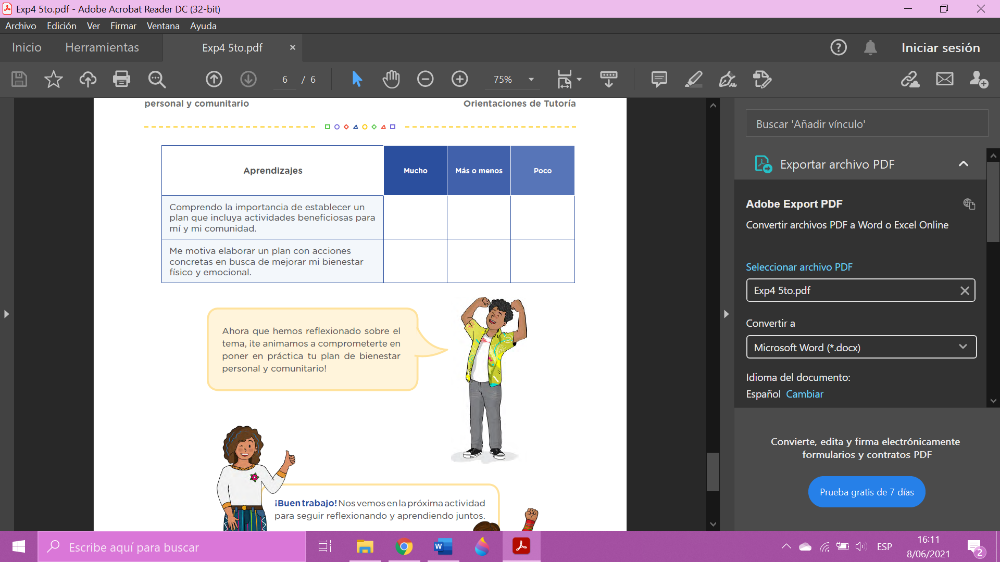 Exp4 5to.pdf - Adobe Acrobat Reader DC (32-bit)
Archivo Edición Ver Firmar Ventana Ayuda
Inicio Herramientas Exp4 5to.pdf Iniciar sesión
6 / 6 75%
personal y comunitario Orientaciones de Tutoría
Aprendizajes Mucho Más o menos Poco
Comprendo la importancia de establecer un
plan que incluya actividades beneficiosas para
mí y mi comunidad.
Me motiva elaborar un plan con acciones
concretas en busca de mejorar mi bienestar
físico y emocional.
Ahora que hemos reflexionado sobre el
tema, ¡te animamos a comprometerte en
poner en práctica tu plan de bienestar
personal y comunitario!
¡Buen trabajo! Nos vemos en la próxima actividad
para seguir reflexionando y aprendiendo juntos.
Buscar 'Añadir vínculo'
Exportar archivo PDF
Adobe Export PDF
Convertir archivos PDF a Word o Excel Online
Seleccionar archivo PDF
Exp4 5to.pdf
Convertir a
Microsoft Word (*.docx)
Idioma del documento:
Español Cambiar
Convierte, edita y firma electrónicamente
formularios y contratos PDF
Prueba gratis de 7 días
Escribe aquí para buscar
ESP
16:11
8/06/2021
2